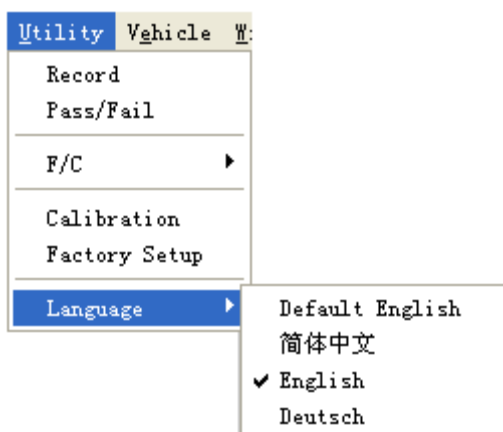 Utility Vehicle W
Record
Pass/Fail
F/C
Calibration
Factory Setup
Language
Default English
简体中文
English
Deutsch